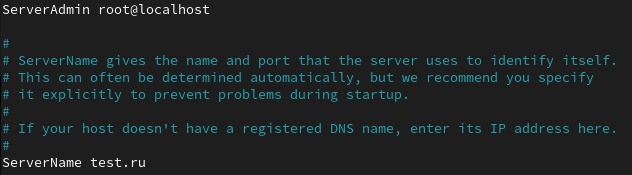 ServerAdmin root@localhost
#
# ServerName gives the name and port that the server uses to identify itself.
# This can often be determined automatically, but we recommend you specify
# it explicitly to prevent problems during startup.
#
# If your host doesn't have a registered DNS name, enter its IP address here.
#
ServerName test.ru